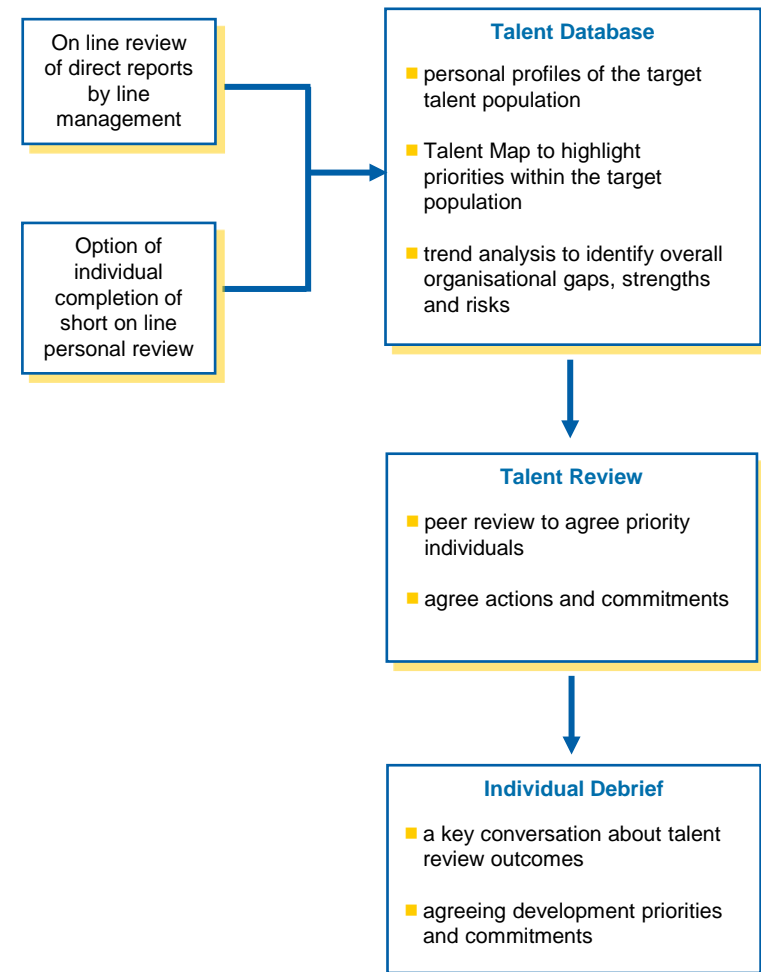 On line review
of direct reports
by line
management
Option of
individual
completion of
short on line
personal review
Talent Database
personal profiles of the target
talent population
Talent Map to highlight
priorities within the target
population
trend analysis to identify overall
organisational gaps, strengths
and risks
Talent Review
peer review to agree priority
individuals
agree actions and commitments
Individual Debrief
a key conversation about talent
review outcomes
agreeing development priorities
and commitments